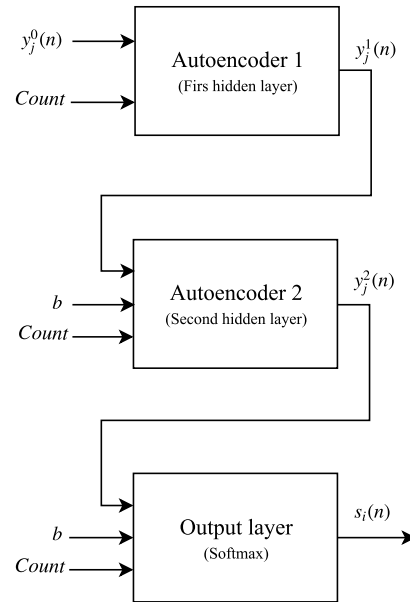 y_j^0(n)
Autoencoder 1
y_j^1(n)
(Firs hidden layer)
Count
Autoencoder 2
y_j^2(n)
b
(Second hidden layer)
Count
Output layer
s_i(n)
b
(Softmax)
Count